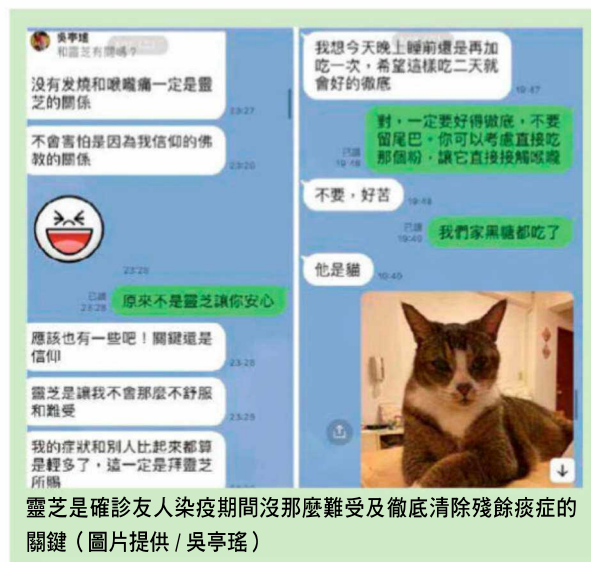 吳亭瑤
和靈芝有關嗎？
没有发燒和喉嚨痛一定是靈
芝的關係
23:27
不會害怕是因為我信仰的佛
教的關係
23:28
23:28
已讀
23:28
原來不是靈芝讓你安心
應該也有一些吧！關鍵還是
信仰
23:28
靈芝是讓我不會那麼不舒服
和難受
23:29
我的症狀和別人比起來都算
是輕多了，這一定是拜靈芝
所賜
我想今天晚上睡前還是再加
吃一次，希望這樣吃二天就
會好的徹底
19:47
對，一定要好得徹底，不要
留尾巴。你可以考慮直接吃
那個粉，讓它直接接觸喉嚨
已讀
19:48
不要，好苦
19:48
已讀
19:49
我們家黑糖都吃了
他是貓
19:49
靈芝是確診友人染疫期間沒那麼難受及徹底清除殘餘痰症的
關鍵（圖片提供 / 吳亭瑤）